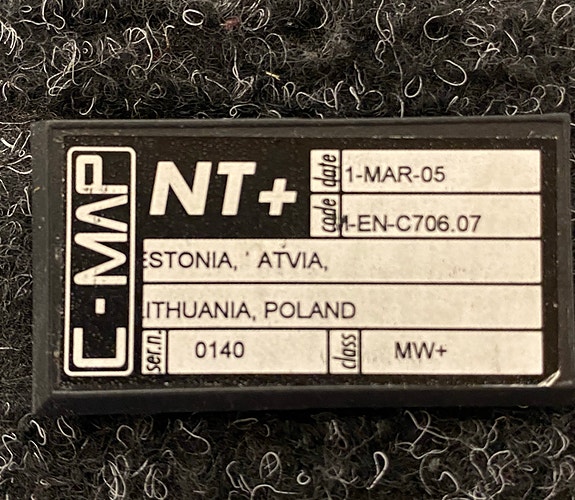 C-MAP
NT+
date 1-MAR-05
code M-EN-C706.07
ESTONIA, ATVIA,
LITHUANIA, POLAND
ser.n. 0140 class MW+